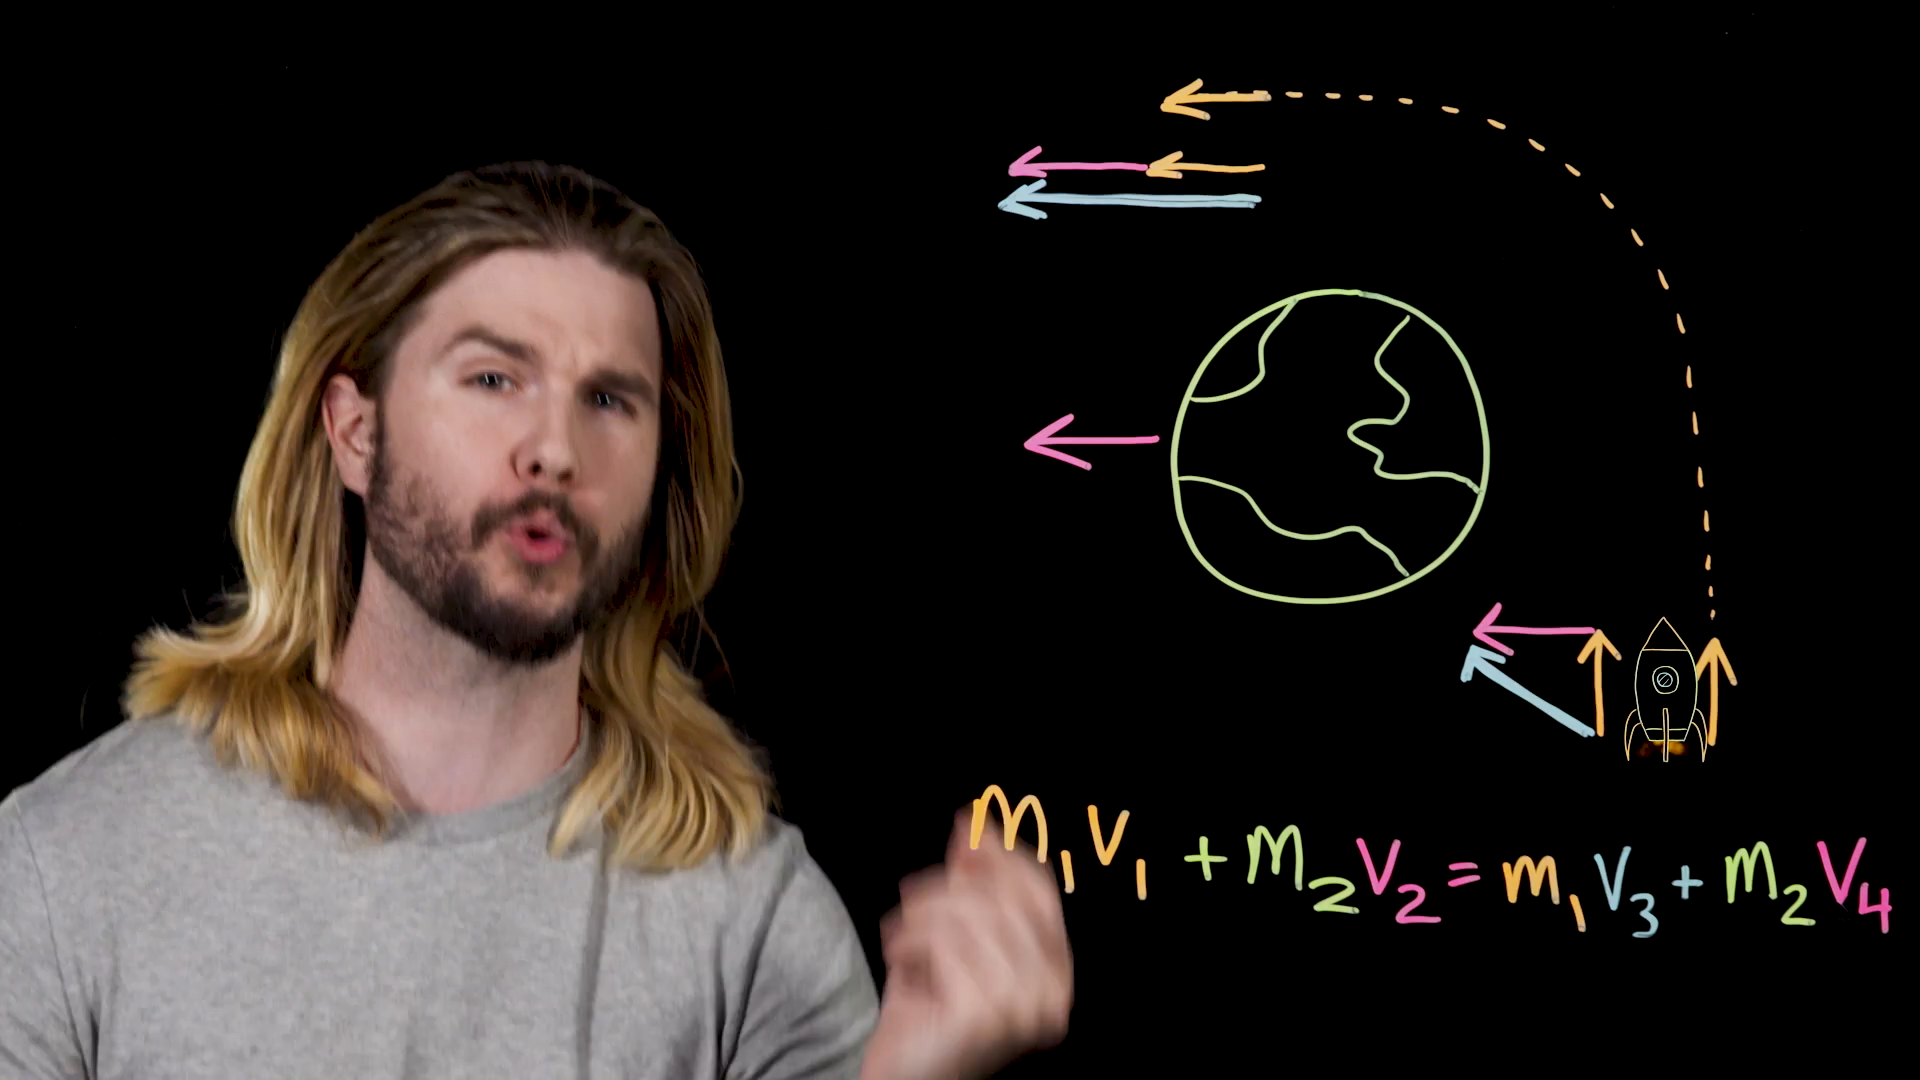 m₁v₁ + m₂v₂ = m₁v₃ + m₂v₄